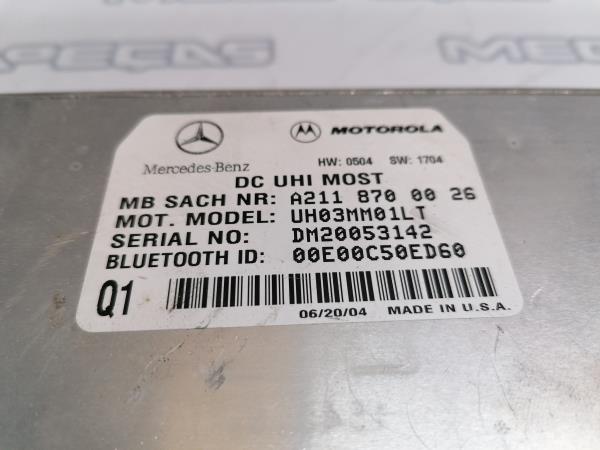 PEÇAS
Mercedes-Benz
MOTOROLA
HW: 0504 SW: 1704
DC UHI MOST
MB SACH NR: A211 870 00 26
MOT. MODEL: UH03MM01LT
SERIAL NO: DM20053142
BLUETOOTH ID: 00E00C50ED60
Q1
06/20/04 MADE IN U.S.A.